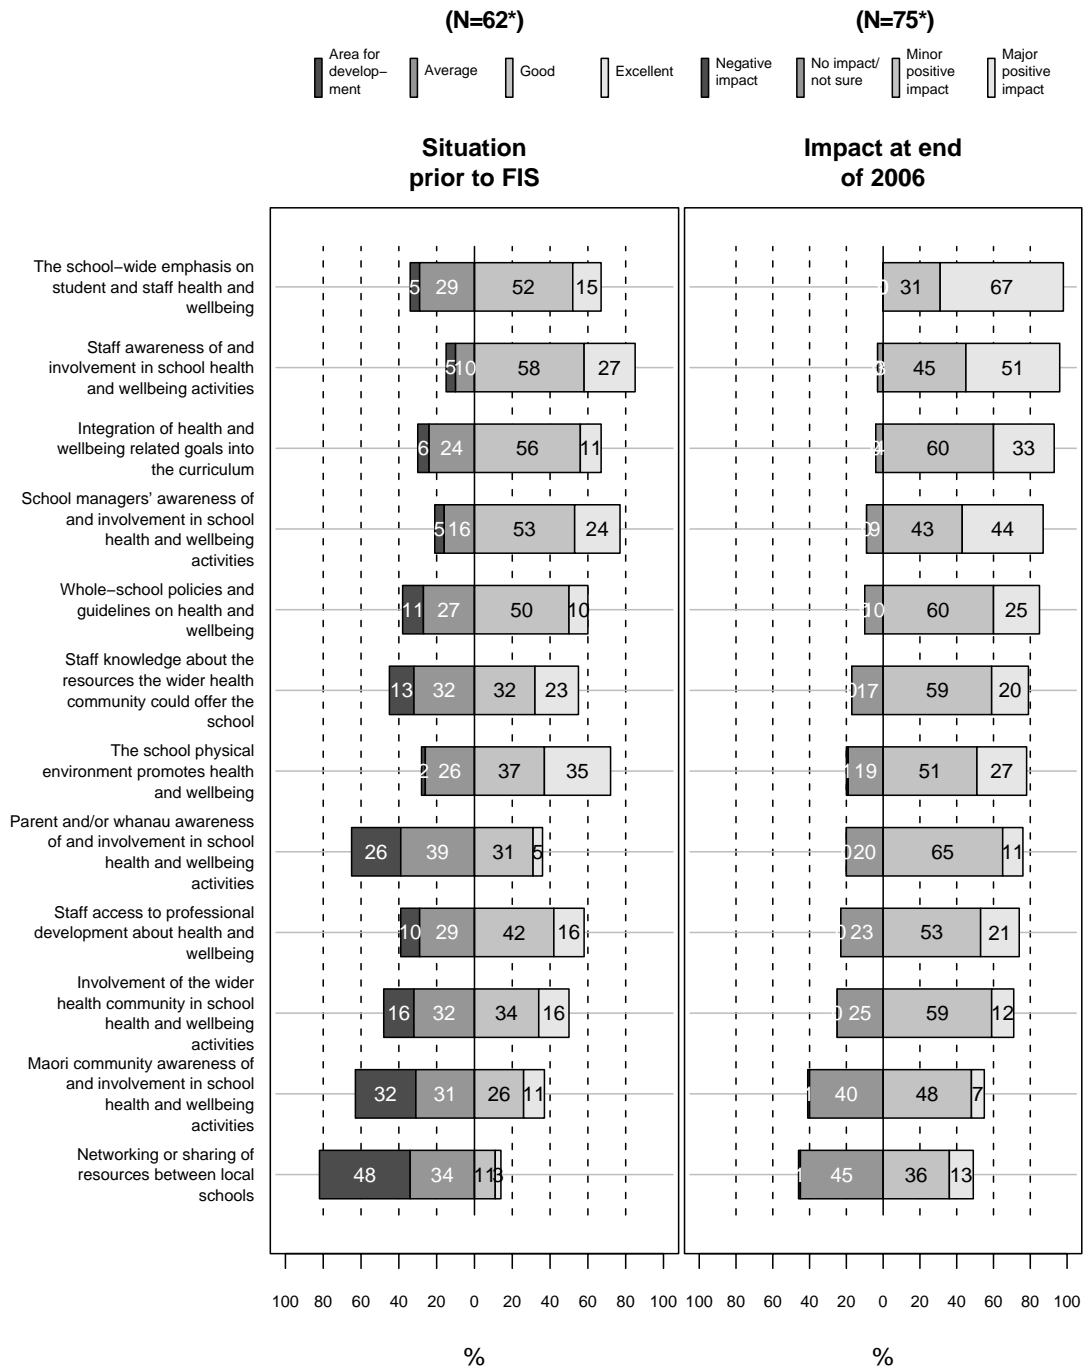 (N=62*)
(N=75*)
Area for
develop−
ment
Average
Good
Excellent
Negative
impact
No impact/
not sure
Minor
positive
impact
Major
positive
impact
Situation
prior to FIS
Impact at end
of 2006
The school−wide emphasis on
student and staff health and
wellbeing
5 29 52 15
0 31 67
Staff awareness of and
involvement in school health
and wellbeing activities
5 10 58 27
3 45 51
Integration of health and
wellbeing related goals into
the curriculum
6 24 56 11
4 60 33
School managers' awareness of
and involvement in school
health and wellbeing
activities
5 16 53 24
0 9 43 44
Whole−school policies and
guidelines on health and
wellbeing
11 27 50 10
0 10 60 25
Staff knowledge about the
resources the wider health
community could offer the
school
13 32 32 23
0 17 59 20
The school physical
environment promotes health
and wellbeing
2 26 37 35
1 19 51 27
Parent and/or whanau awareness
of and involvement in school
health and wellbeing
activities
26 39 31 5
0 20 65 11
Staff access to professional
development about health and
wellbeing
10 29 42 16
0 23 53 21
Involvement of the wider
health community in school
health and wellbeing
activities
16 32 34 16
0 25 59 12
Maori community awareness of
and involvement in school
health and wellbeing
activities
32 31 26 11
1 40 48 7
Networking or sharing of
resources between local
schools
48 34 11 3
1 45 36 13
100 80 60 40 20 0 20 40 60 80 100
100 80 60 40 20 0 20 40 60 80 100
%
%